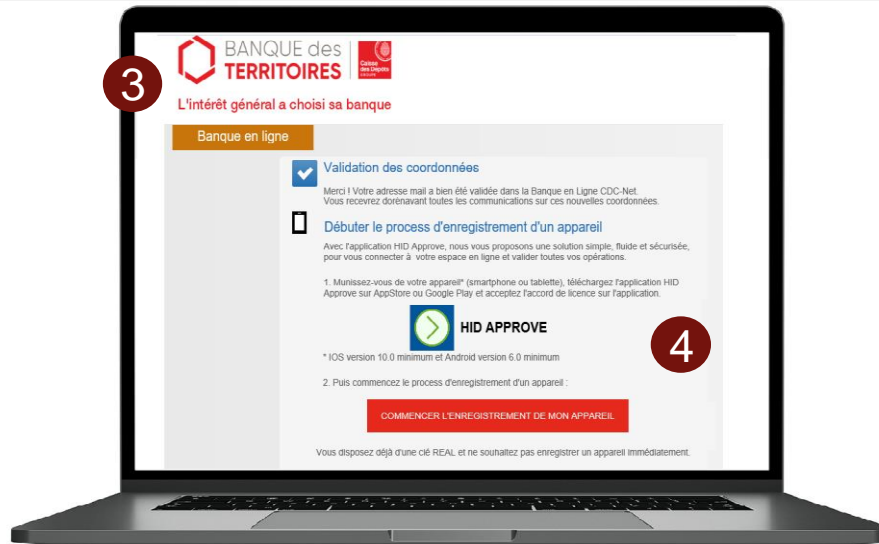 3
BANQUE des
TERRITOIRES
Caisse
des Dépôts
GROUPE
L'intérêt général a choisi sa banque
Banque en ligne
Validation des coordonnées
Merci ! Votre adresse mail a bien été validée dans la Banque en Ligne CDC-Net.
Vous recevrez dorénavant toutes les communications sur ces nouvelles coordonnées.
Débuter le process d'enregistrement d'un appareil
Avec l'application HID Approve, nous vous proposons une solution simple, fluide et sécurisée,
pour vous connecter à votre espace en ligne et valider toutes vos opérations.
1. Munissez-vous de votre appareil* (smartphone ou tablette), téléchargez l'application HID
Approve sur AppStore ou Google Play et acceptez l'accord de licence sur l'application.
HID APPROVE
4
* IOS version 10.0 minimum et Android version 6.0 minimum
2. Puis commencez le process d'enregistrement d'un appareil :
COMMENCER L'ENREGISTREMENT DE MON APPAREIL
Vous disposez déjà d'une clé REAL et ne souhaitez pas enregistrer un appareil immédiatement.